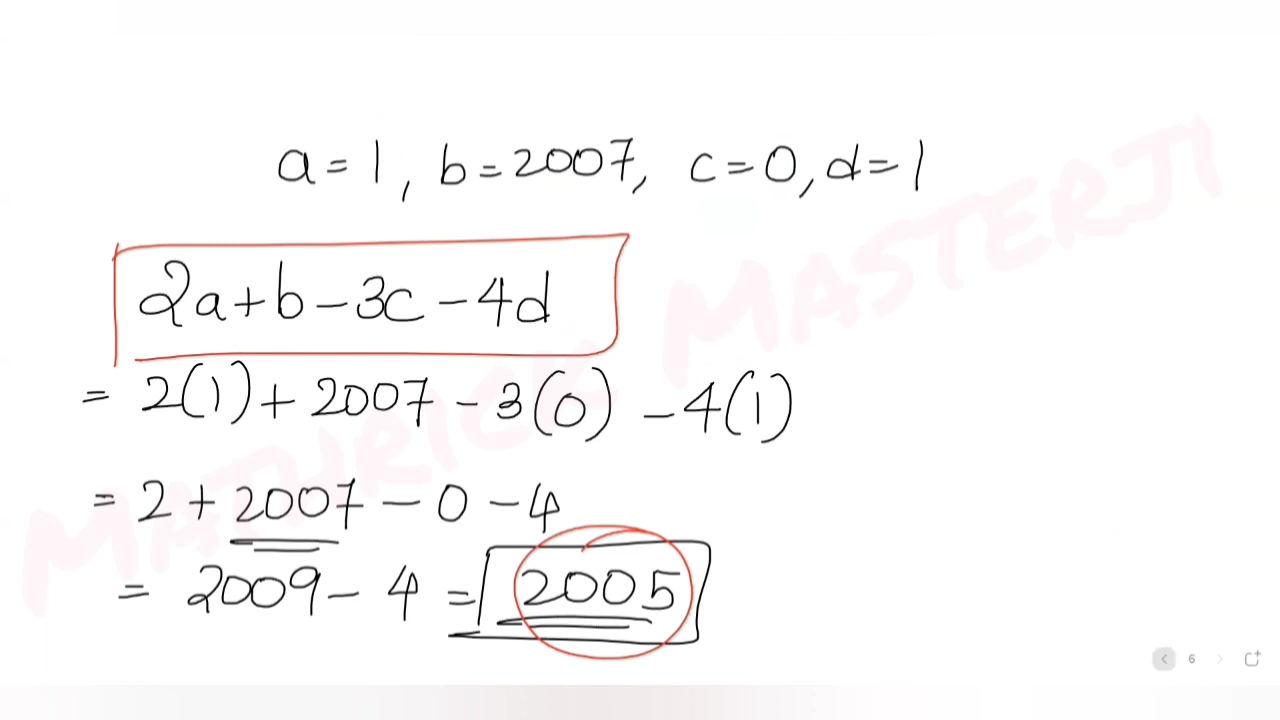 a = 1, b = 2007, c = 0, d = 1
2a + b - 3c - 4d
= 2(1) + 2007 - 3(0) - 4(1)
= 2 + 2007 - 0 - 4
= 2009 - 4 = 2005
MATHRICK MASTERJI
6